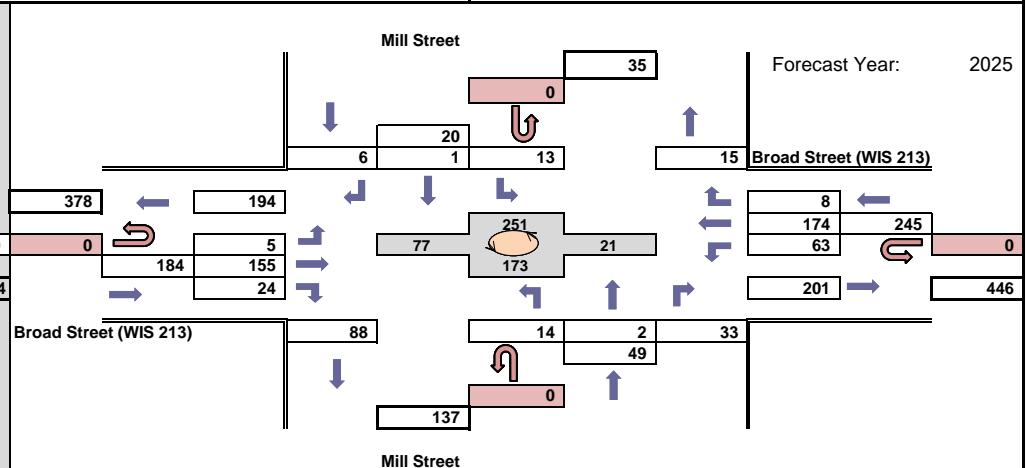 Mill Street
35
Forecast Year: 2025
0
20
6 1 13 15 Broad Street (WIS 213)
378 194 8
251 174 245
0 5 77 21 63 0
184 155 173
4 24 201 446
Broad Street (WIS 213) 88 14 2 33
49
0
137
Mill Street